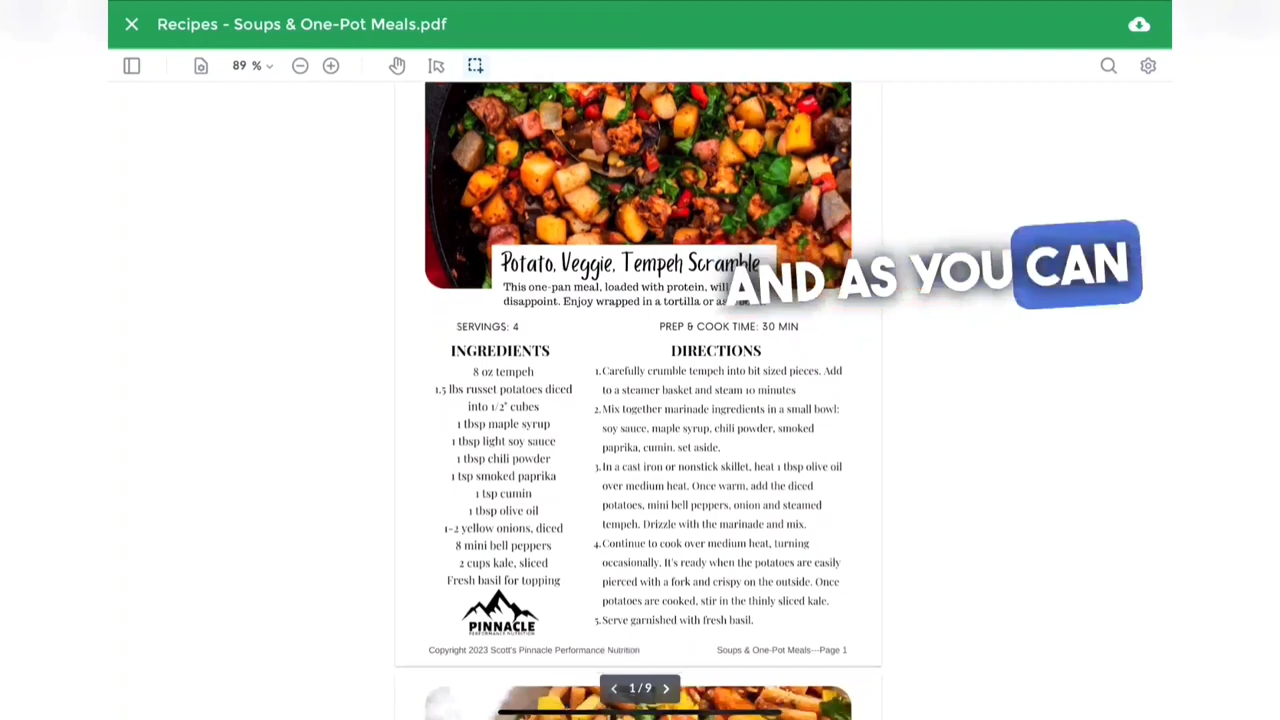 Recipes - Soups & One-Pot Meals.pdf
89 %
Potato, Veggie, Tempeh Scramble
This one-pan meal, loaded with protein,
disappoint. Enjoy wrapped in a tortilla or
AND AS YOU CAN
SERVINGS: 4
PREP & COOK TIME: 30 MIN
INGREDIENTS
8 oz tempeh
1.5 lbs russet potatoes diced
into 1/2" cubes
1 tbsp maple syrup
1 tbsp light soy sauce
1 tbsp chili powder
1 tsp smoked paprika
1 tsp cumin
1 tbsp olive oil
1-2 yellow onions, diced
8 mini bell peppers
2 cups kale, sliced
Fresh basil for topping
DIRECTIONS
1. Carefully crumble tempeh into bit sized pieces. Add
to a steamer basket and steam 10 minutes
2. Mix together marinade ingredients in a small bowl:
soy sauce, maple syrup, chili powder, smoked
paprika, cumin. set aside.
3. In a cast iron or nonstick skillet, heat 1 tbsp olive oil
over medium heat. Once warm, add the diced
potatoes, mini bell peppers, onion and steamed
tempeh. Drizzle with the marinade and mix.
4. Continue to cook over medium heat, turning
occasionally. It's ready when the potatoes are easily
pierced with a fork and crispy on the outside. Once
potatoes are cooked, stir in the thinly sliced kale.
5. Serve garnished with fresh basil.
PINNACLE
PERFORMANCE NUTRITION
Copyright 2023 Scott's Pinnacle Performance Nutrition
Soups & One-Pot Meals---Page 1
1/9